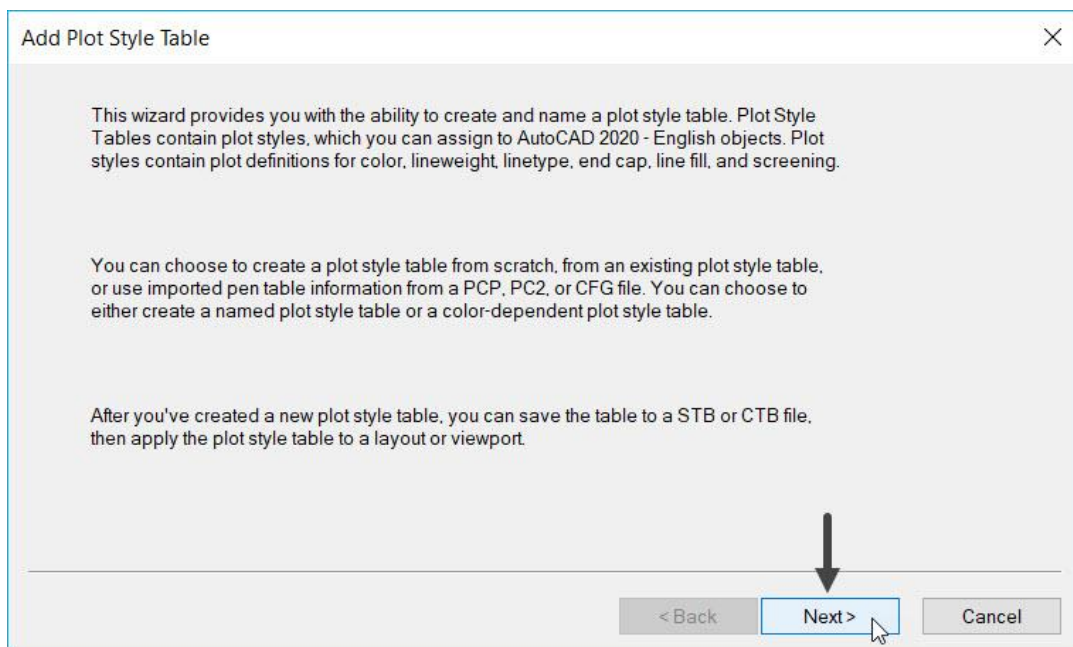 Add Plot Style Table
This wizard provides you with the ability to create and name a plot style table. Plot Style
Tables contain plot styles, which you can assign to AutoCAD 2020 - English objects. Plot
styles contain plot definitions for color, lineweight, linetype, end cap, line fill, and screening.
You can choose to create a plot style table from scratch, from an existing plot style table,
or use imported pen table information from a PCP, PC2, or CFG file. You can choose to
either create a named plot style table or a color-dependent plot style table.
After you've created a new plot style table, you can save the table to a STB or CTB file,
then apply the plot style table to a layout or viewport.
< Back Next > Cancel